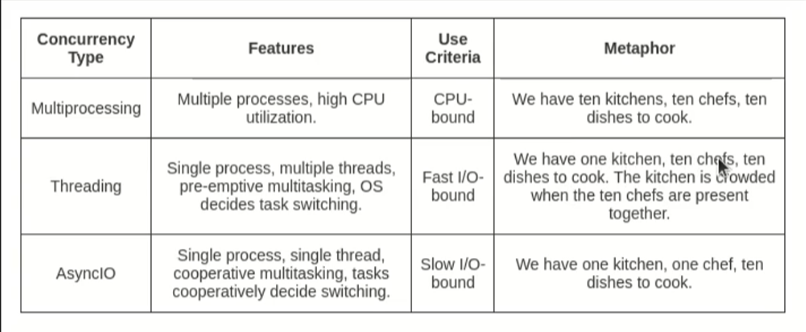 Concurrency
Type
Features
Use
Criteria
Metaphor
Multiprocessing
Multiple processes, high CPU
utilization.
CPU-
bound
We have ten kitchens, ten chefs, ten
dishes to cook.
Threading
Single process, multiple threads,
pre-emptive multitasking, OS
decides task switching.
Fast I/O-
bound
We have one kitchen, ten chefs, ten
dishes to cook. The kitchen is crowded
when the ten chefs are present
together.
AsyncIO
Single process, single thread,
cooperative multitasking, tasks
cooperatively decide switching.
Slow I/O-
bound
We have one kitchen, one chef, ten
dishes to cook.